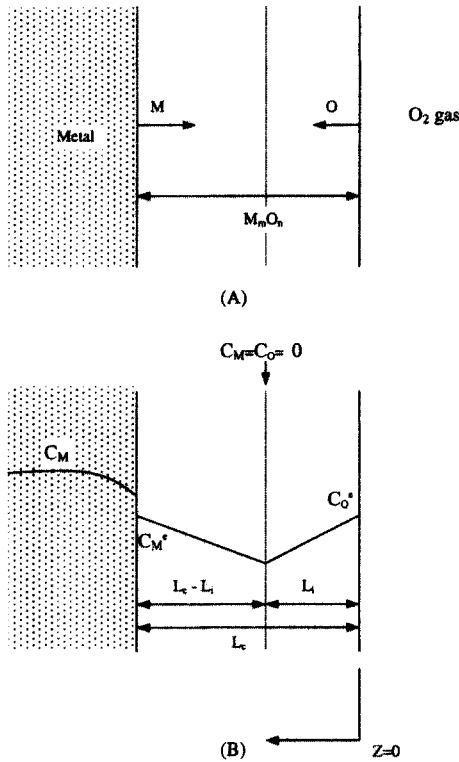 M
O
O₂ gas
Metal
MₘOₙ
(A)
C_M=C_O= 0
C_M
C_O^e
C_M^e
L_c - L_i
L_i
L_c
(B)
Z=0